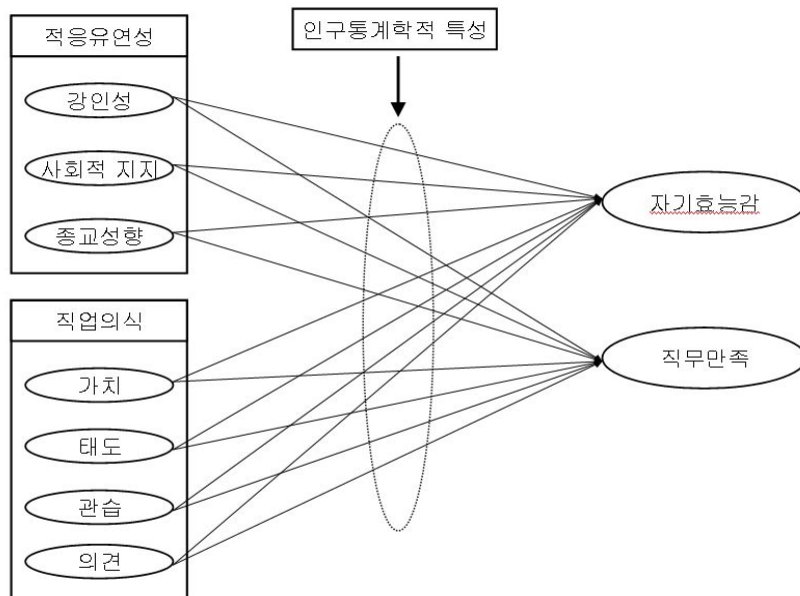 적응유연성
강인성
사회적 지지
종교성향
인구통계학적 특성
직업의식
가치
태도
관습
의견
자기효능감
직무만족